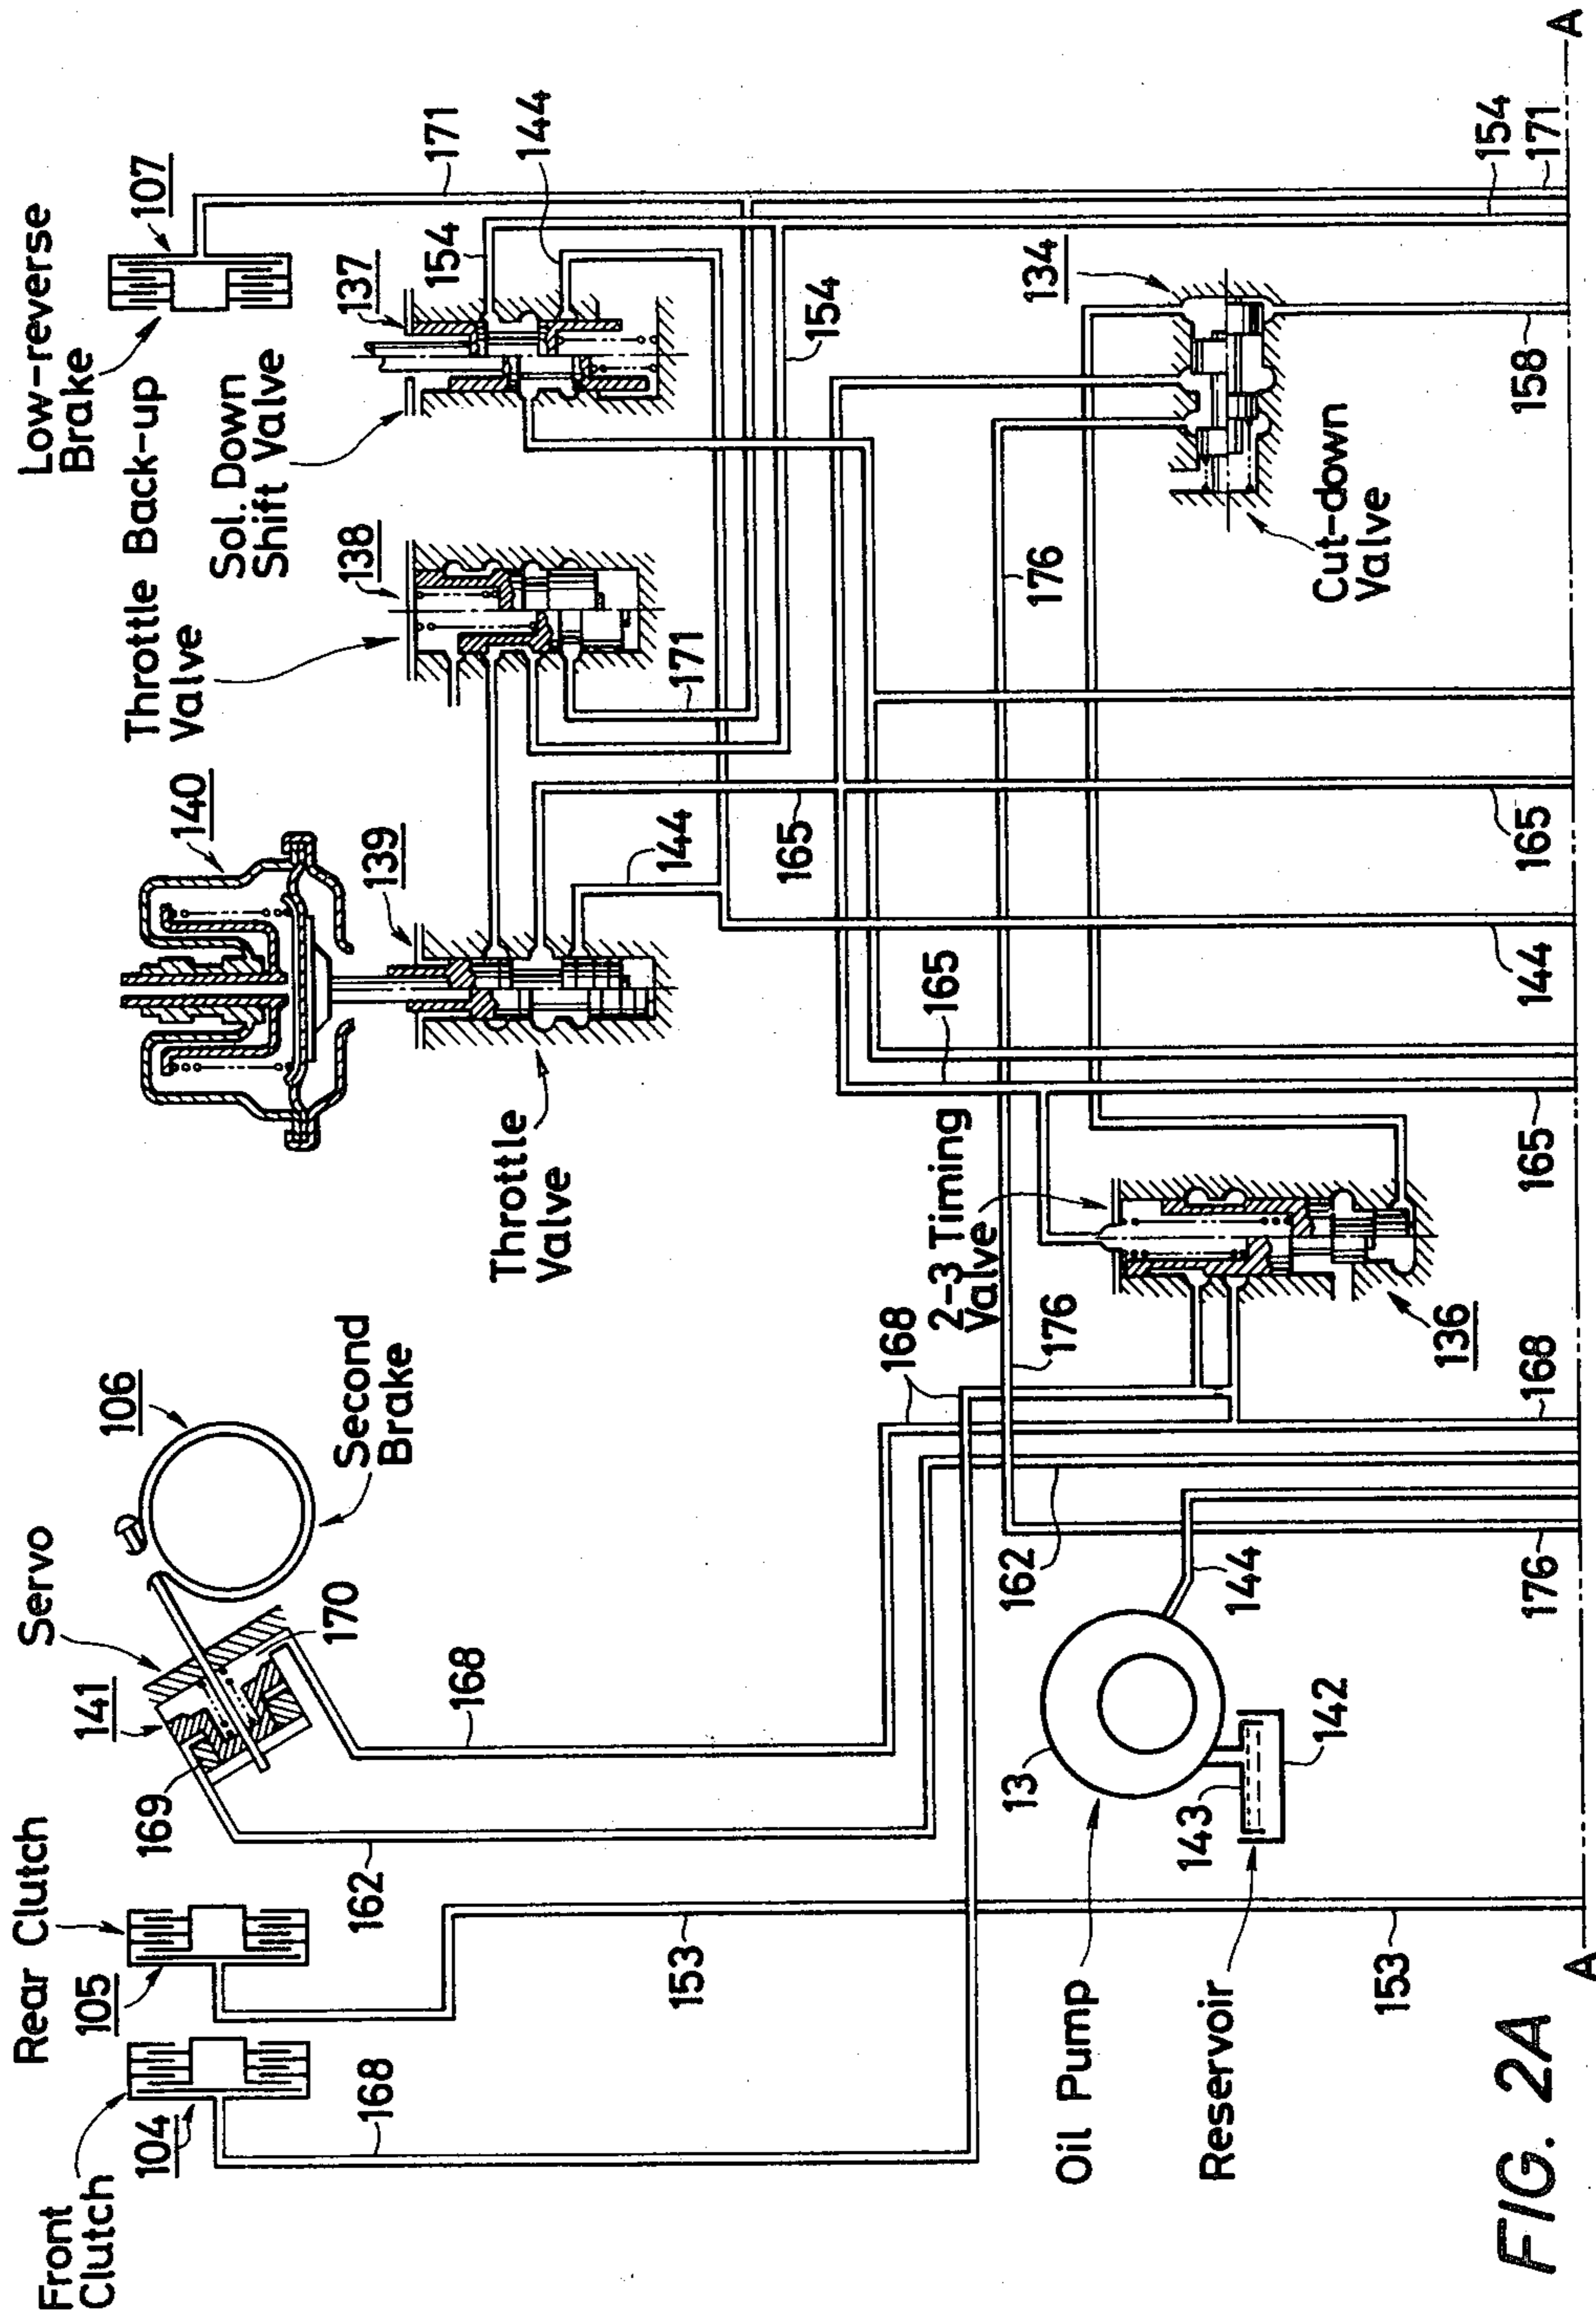 Front
Clutch
104
168
Rear Clutch
105
153
153
Servo
141
169
170
162
168
106
Second
Brake
Oil Pump
13
Reservoir
143
142
144
162
176
176
168
168
2-3 Timing
Valve
136
140
139
Throttle
Valve
144
165
165
165
165
144
Throttle Back-up
Valve
138
171
176
Low-reverse
Brake
107
Sol. Down
Shift Valve
137
154
144
171
154
134
Cut-down
Valve
158
154
171
A
A
FIG. 2A